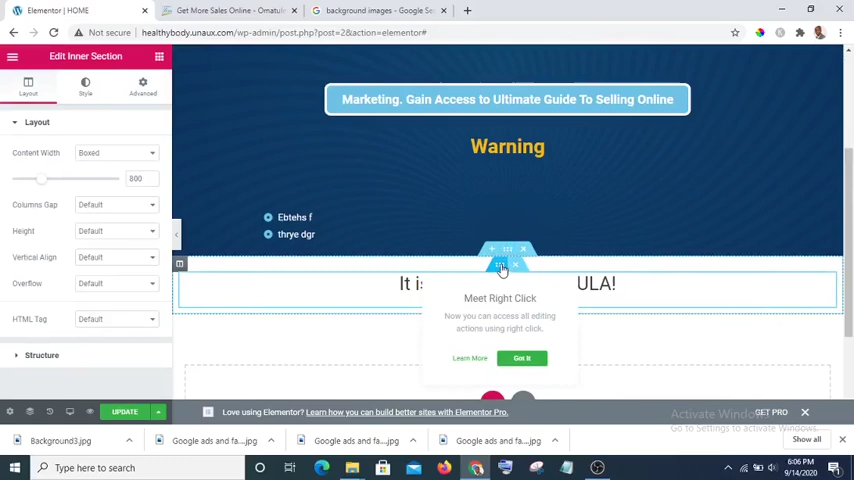 Elementor | HOME
Get More Sales Online - Omatu
background images - Google Se
Not secure
healthybody.unaux.com/wp-admin/post.php?post=2&action=elementor#
Edit Inner Section
Layout
Style
Advanced
Layout
Content Width
Boxed
800
Columns Gap
Default
Height
Default
Vertical Align
Default
Overflow
Default
HTML Tag
Default
Structure
UPDATE
Marketing. Gain Access to Ultimate Guide To Selling Online
Warning
Ebtehs f
thrye dgr
It ULA!
Meet Right Click
Now you can access all editing
actions using right click.
Learn More
Got It
Love using Elementor? Learn how you can build better sites with Elementor Pro.
GET PRO
Activate Windows
Go to Settings to activate Windows.
Background3.jpg
Google ads and fa....jpg
Google ads and fa....jpg
Google ads and fa....jpg
Show all
Type here to search
6:06 PM
9/14/2020